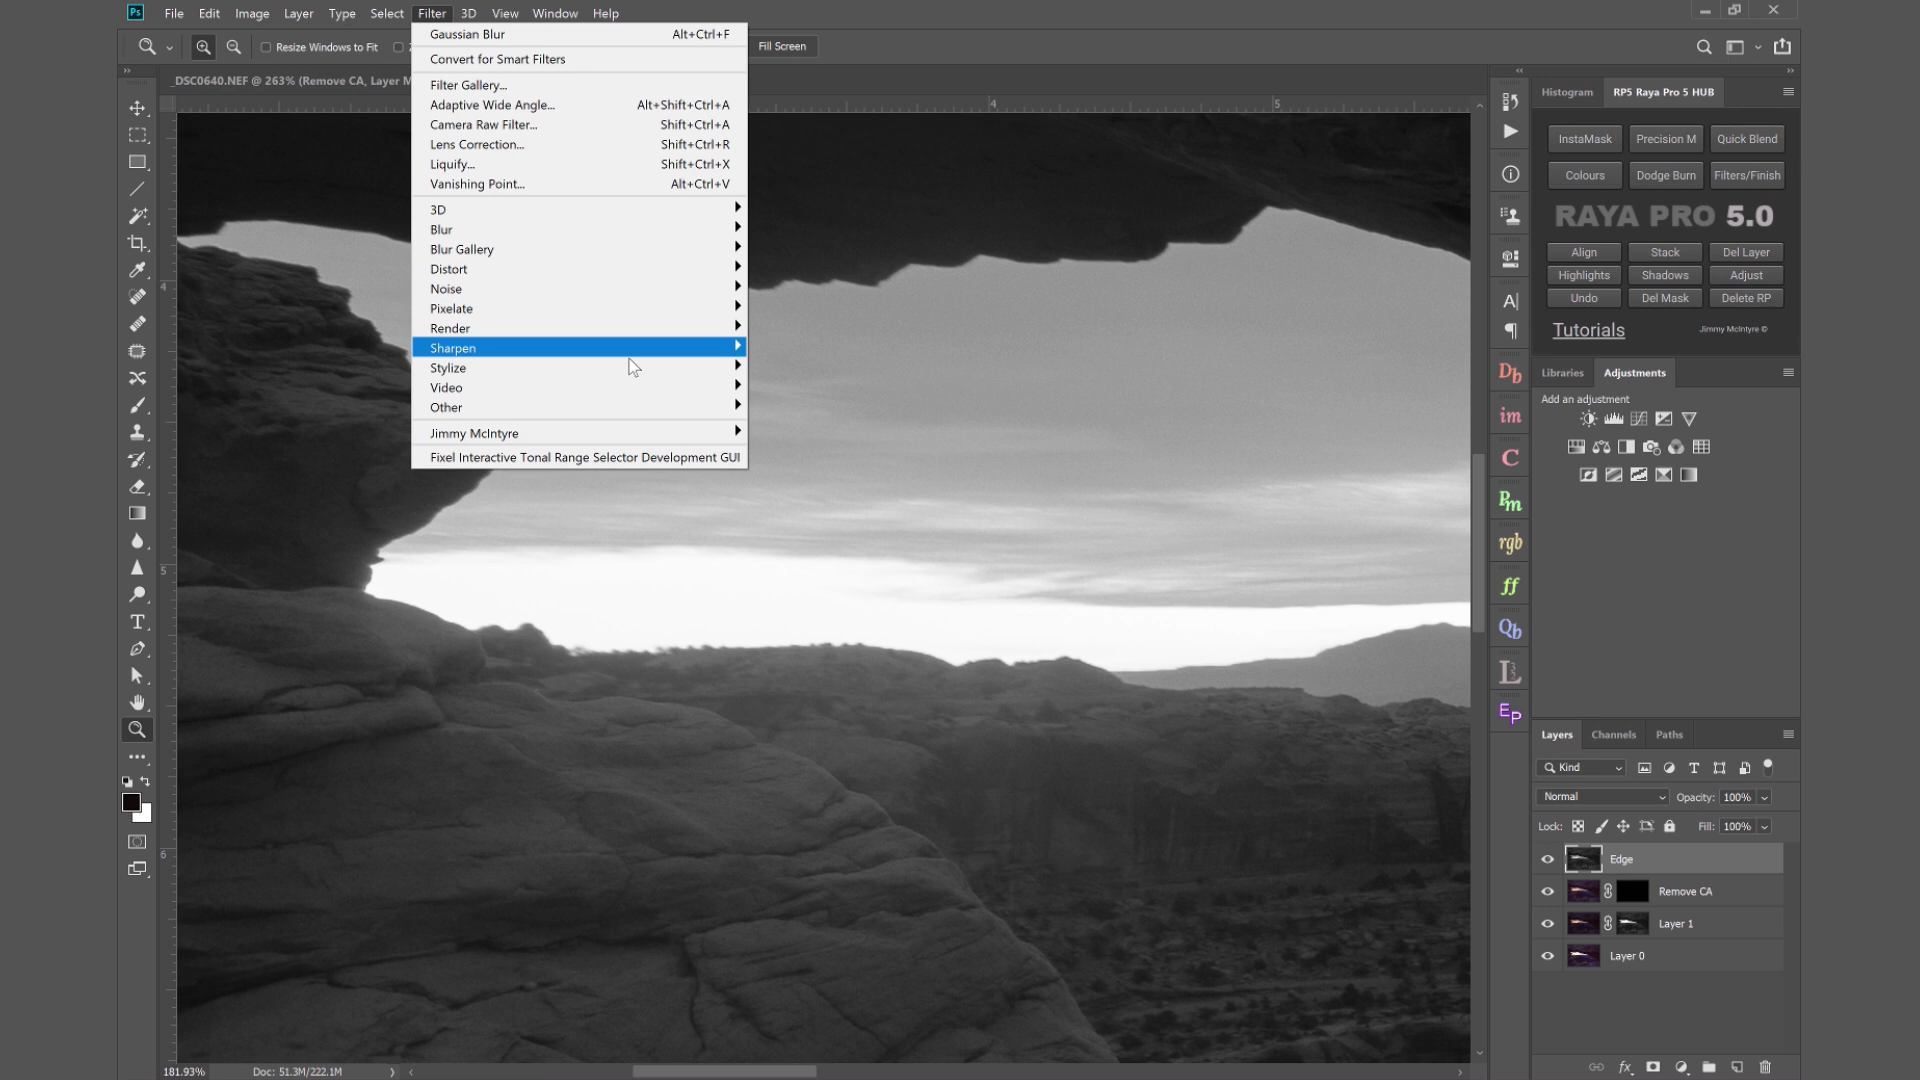 Ps File Edit Image Layer Type Select Filter 3D View Window Help
Resize Windows to Fit
Fill Screen
_DSC0640.NEF @ 263% (Remove CA, Layer M
Gaussian Blur Alt+Ctrl+F
Convert for Smart Filters
Filter Gallery...
Adaptive Wide Angle... Alt+Shift+Ctrl+A
Camera Raw Filter... Shift+Ctrl+A
Lens Correction... Shift+Ctrl+R
Liquify... Shift+Ctrl+X
Vanishing Point... Alt+Ctrl+V
3D
Blur
Blur Gallery
Distort
Noise
Pixelate
Render
Sharpen
Stylize
Video
Other
Jimmy McIntyre
Fixel Interactive Tonal Range Selector Development GUI
4 5
4
5
6
181.93% Doc: 51.3M/222.1M
Db
im
C
Pm
rgb
ff
Qb
L
EP
Histogram RP5 Raya Pro 5 HUB
InstaMask Precision M Quick Blend
Colours Dodge Burn Filters/Finish
RAYA PRO 5.0
Align Stack Del Layer
Highlights Shadows Adjust
Undo Del Mask Delete RP
Tutorials Jimmy McIntyre ©
Libraries Adjustments
Add an adjustment
Layers Channels Paths
Kind
Normal Opacity: 100%
Lock: Fill: 100%
Edge
Remove CA
Layer 1
Layer 0
fx